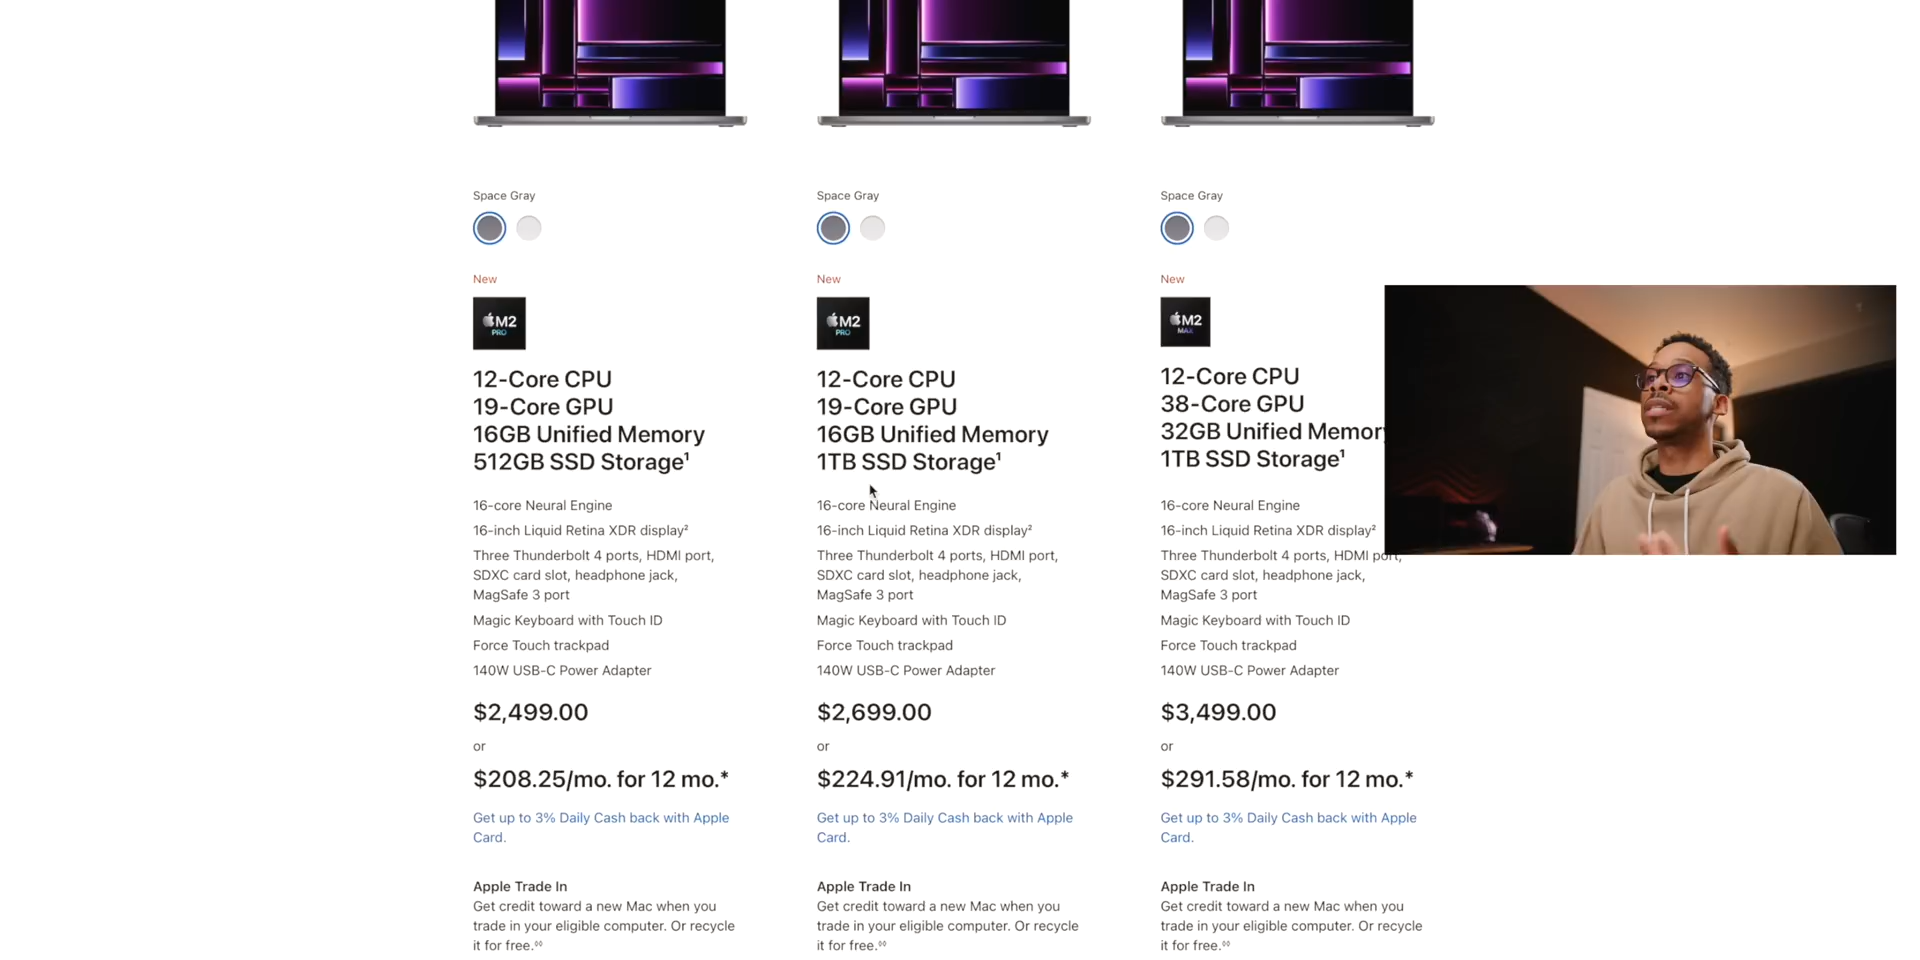 Space Gray
New
M2
PRO
12-Core CPU
19-Core GPU
16GB Unified Memory
512GB SSD Storage¹
16-core Neural Engine
16-inch Liquid Retina XDR display²
Three Thunderbolt 4 ports, HDMI port,
SDXC card slot, headphone jack,
MagSafe 3 port
Magic Keyboard with Touch ID
Force Touch trackpad
140W USB-C Power Adapter
$2,499.00
or
$208.25/mo. for 12 mo.*
Get up to 3% Daily Cash back with Apple
Card.
Apple Trade In
Get credit toward a new Mac when you
trade in your eligible computer. Or recycle
it for free.◊◊
Space Gray
New
M2
PRO
12-Core CPU
19-Core GPU
16GB Unified Memory
1TB SSD Storage¹
16-core Neural Engine
16-inch Liquid Retina XDR display²
Three Thunderbolt 4 ports, HDMI port,
SDXC card slot, headphone jack,
MagSafe 3 port
Magic Keyboard with Touch ID
Force Touch trackpad
140W USB-C Power Adapter
$2,699.00
or
$224.91/mo. for 12 mo.*
Get up to 3% Daily Cash back with Apple
Card.
Apple Trade In
Get credit toward a new Mac when you
trade in your eligible computer. Or recycle
it for free.◊◊
Space Gray
New
M2
MAX
12-Core CPU
38-Core GPU
32GB Unified Memory
1TB SSD Storage¹
16-core Neural Engine
16-inch Liquid Retina XDR display²
Three Thunderbolt 4 ports, HDMI port,
SDXC card slot, headphone jack,
MagSafe 3 port
Magic Keyboard with Touch ID
Force Touch trackpad
140W USB-C Power Adapter
$3,499.00
or
$291.58/mo. for 12 mo.*
Get up to 3% Daily Cash back with Apple
Card.
Apple Trade In
Get credit toward a new Mac when you
trade in your eligible computer. Or recycle
it for free.◊◊